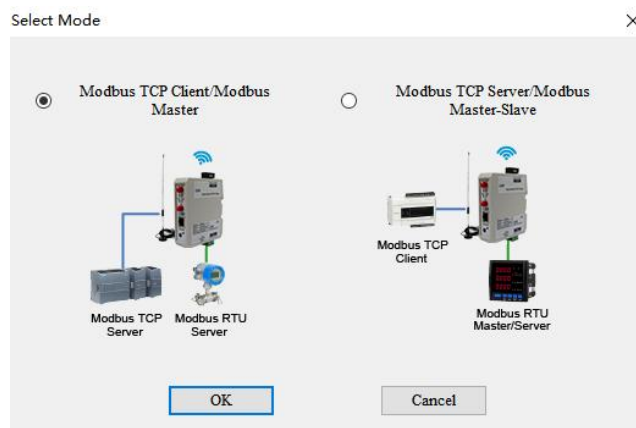 Select Mode
Modbus TCP Client/Modbus
Master
Modbus TCP Server/Modbus
Master-Slave
Modbus TCP
Server
Modbus RTU
Server
Modbus TCP
Client
Modbus RTU
Master/Server
OK
Cancel